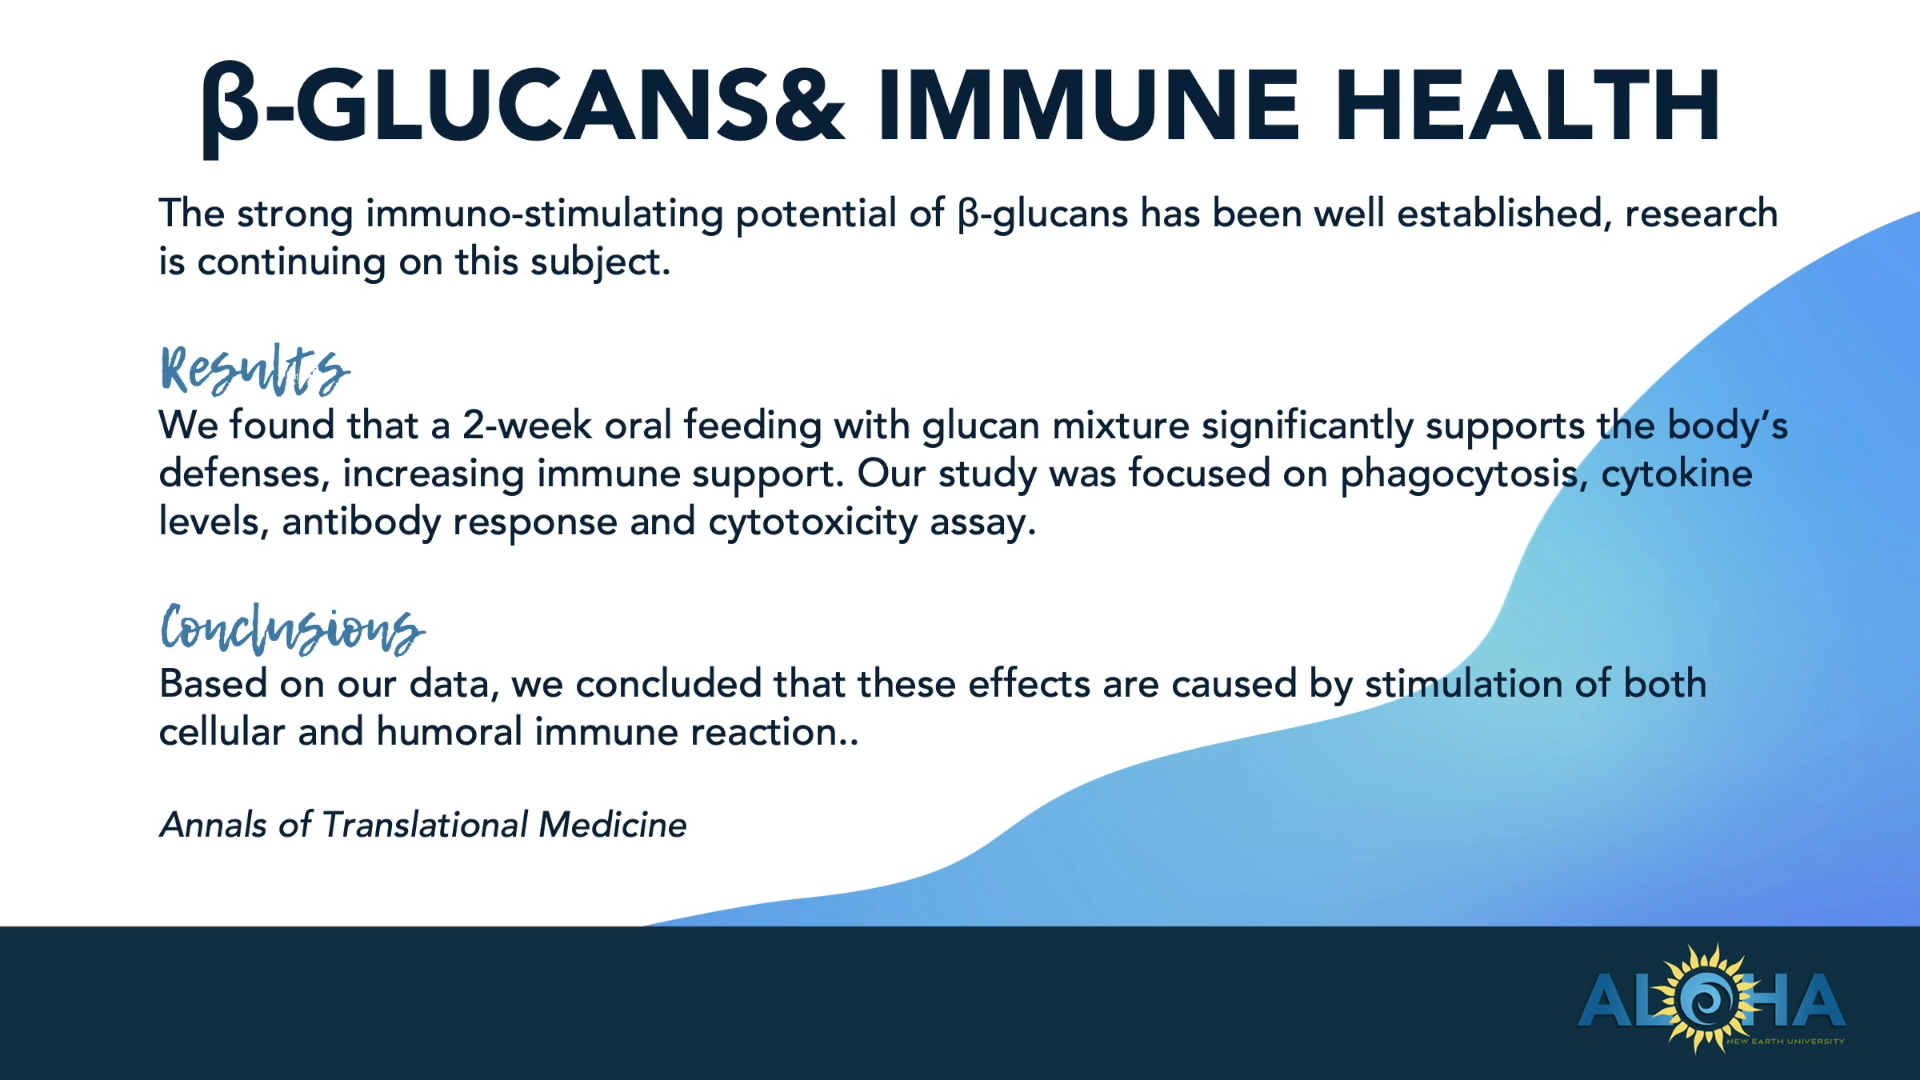 β-GLUCANS& IMMUNE HEALTH
The strong immuno-stimulating potential of β-glucans has been well established, research
is continuing on this subject.
Results
We found that a 2-week oral feeding with glucan mixture significantly supports the body’s
defenses, increasing immune support. Our study was focused on phagocytosis, cytokine
levels, antibody response and cytotoxicity assay.
Conclusions
Based on our data, we concluded that these effects are caused by stimulation of both
cellular and humoral immune reaction..
Annals of Translational Medicine
ALOHA
NEW EARTH UNIVERSITY